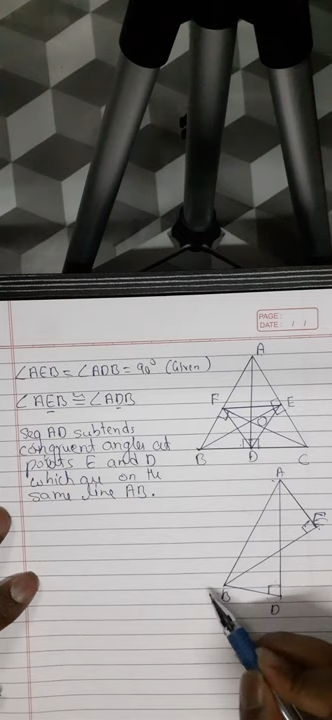 PAGE:
DATE: / /
∠AEB = ∠ADB = 90° (Given)
∠AEB ≅ ∠ADB
Seg AD subtends
congruent angles at
points E and D
which are on the
same line AB.
A
F
E
O
B
D
C
A
E
B
D